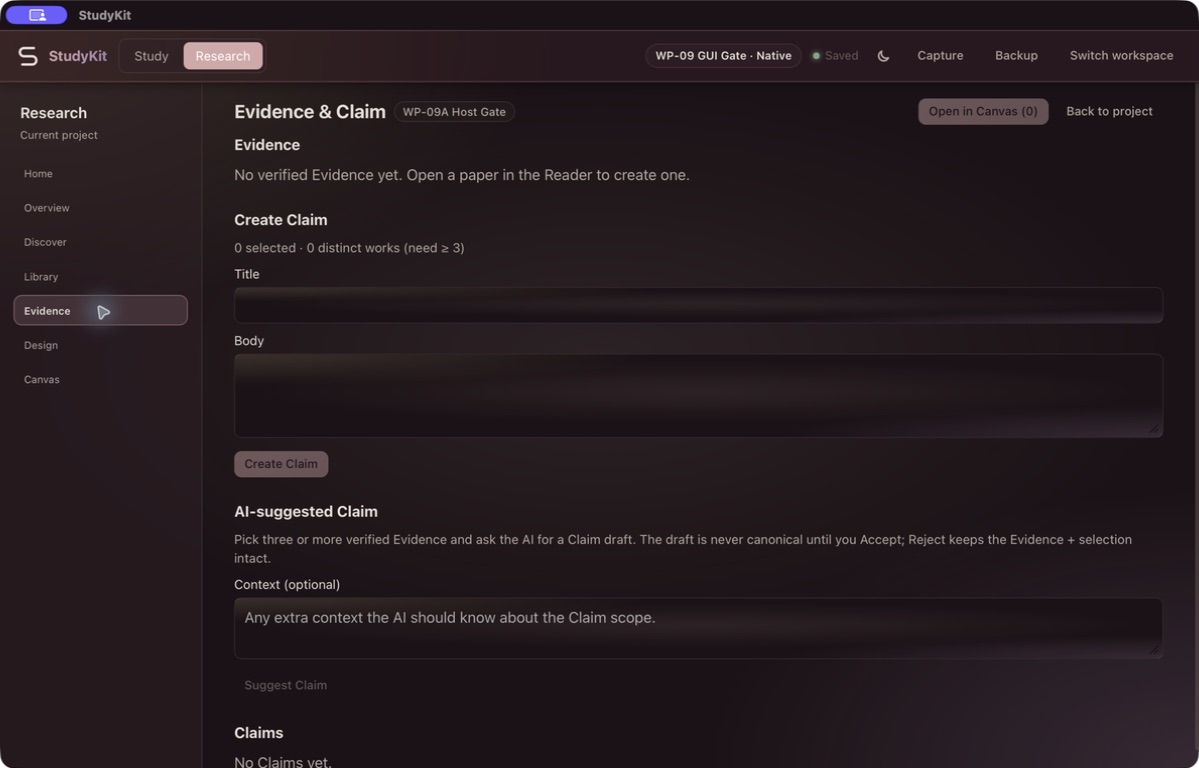 StudyKit
StudyKit
Study
Research
WP-09 GUI Gate · Native
Saved
Capture
Backup
Switch workspace
Research
Current project
Home
Overview
Discover
Library
Evidence
Design
Canvas
Evidence & Claim
WP-09A Host Gate
Open in Canvas (0)
Back to project
Evidence
No verified Evidence yet. Open a paper in the Reader to create one.
Create Claim
0 selected · 0 distinct works (need ≥ 3)
Title
Body
Create Claim
AI-suggested Claim
Pick three or more verified Evidence and ask the AI for a Claim draft. The draft is never canonical until you Accept; Reject keeps the Evidence + selection
intact.
Context (optional)
Any extra context the AI should know about the Claim scope.
Suggest Claim
Claims
No Claims yet.